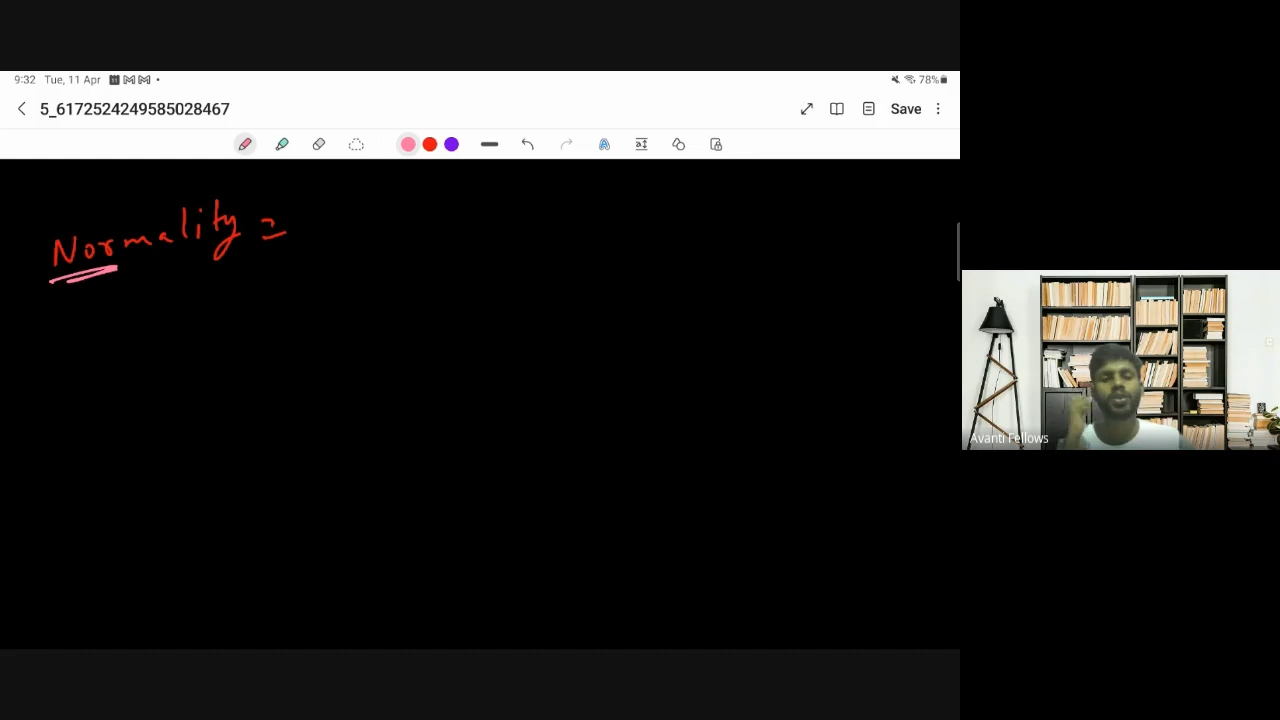 9:32 Tue, 11 Apr 78%
5_6172524249585028467
Save
Normality =
Avanti Fellows